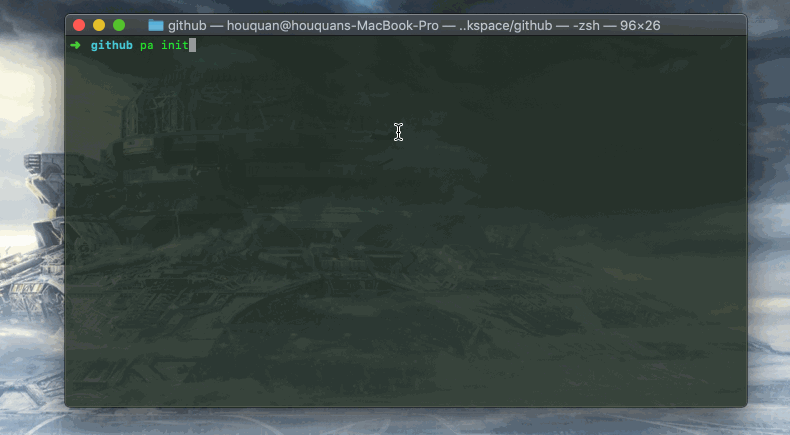 github — houquan@houquans-MacBook-Pro — ..kspace/github — -zsh — 96×26
➜ github pa init